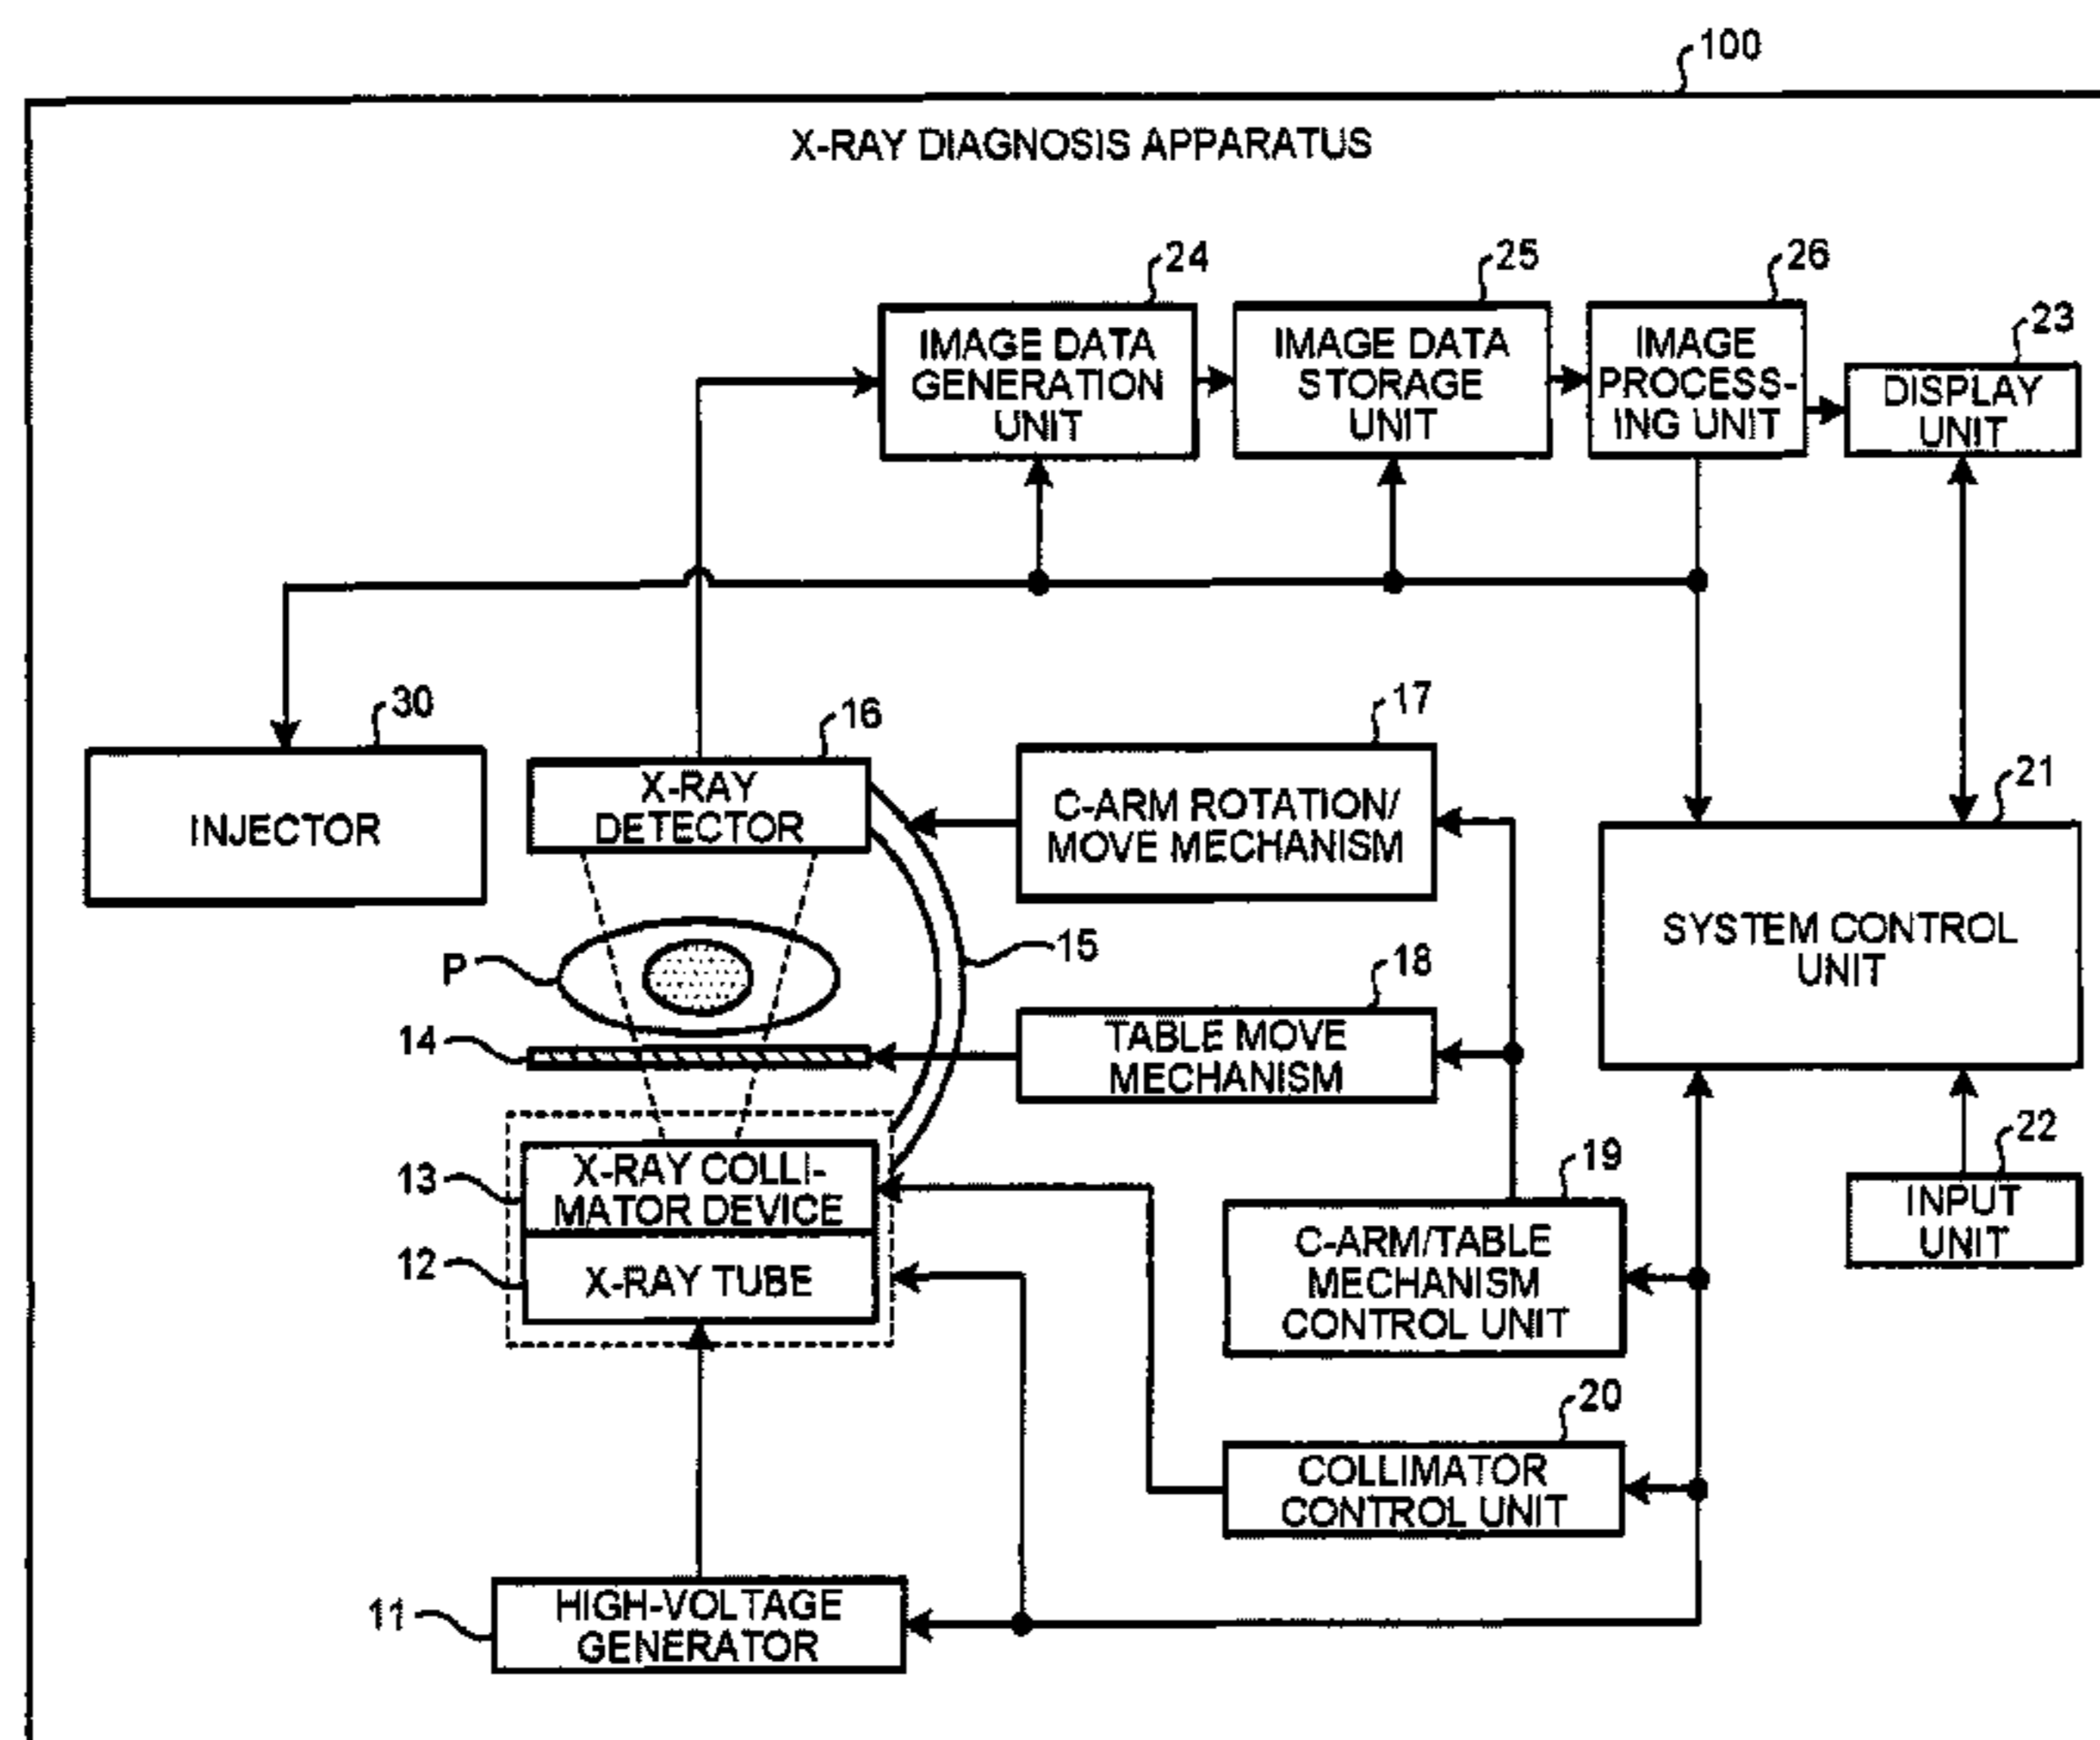 100
X-RAY DIAGNOSIS APPARATUS
24
25
26
23
IMAGE DATA
GENERATION
UNIT
IMAGE DATA
STORAGE
UNIT
IMAGE
PROCESS-
ING UNIT
DISPLAY
UNIT
30
16
17
21
INJECTOR
X-RAY
DETECTOR
C-ARM ROTATION/
MOVE MECHANISM
SYSTEM CONTROL
UNIT
P
15
18
14
TABLE MOVE
MECHANISM
13
X-RAY COLLI-
MATOR DEVICE
19
22
12
X-RAY TUBE
C-ARM/TABLE
MECHANISM
CONTROL UNIT
INPUT
UNIT
20
COLLIMATOR
CONTROL UNIT
11
HIGH-VOLTAGE
GENERATOR